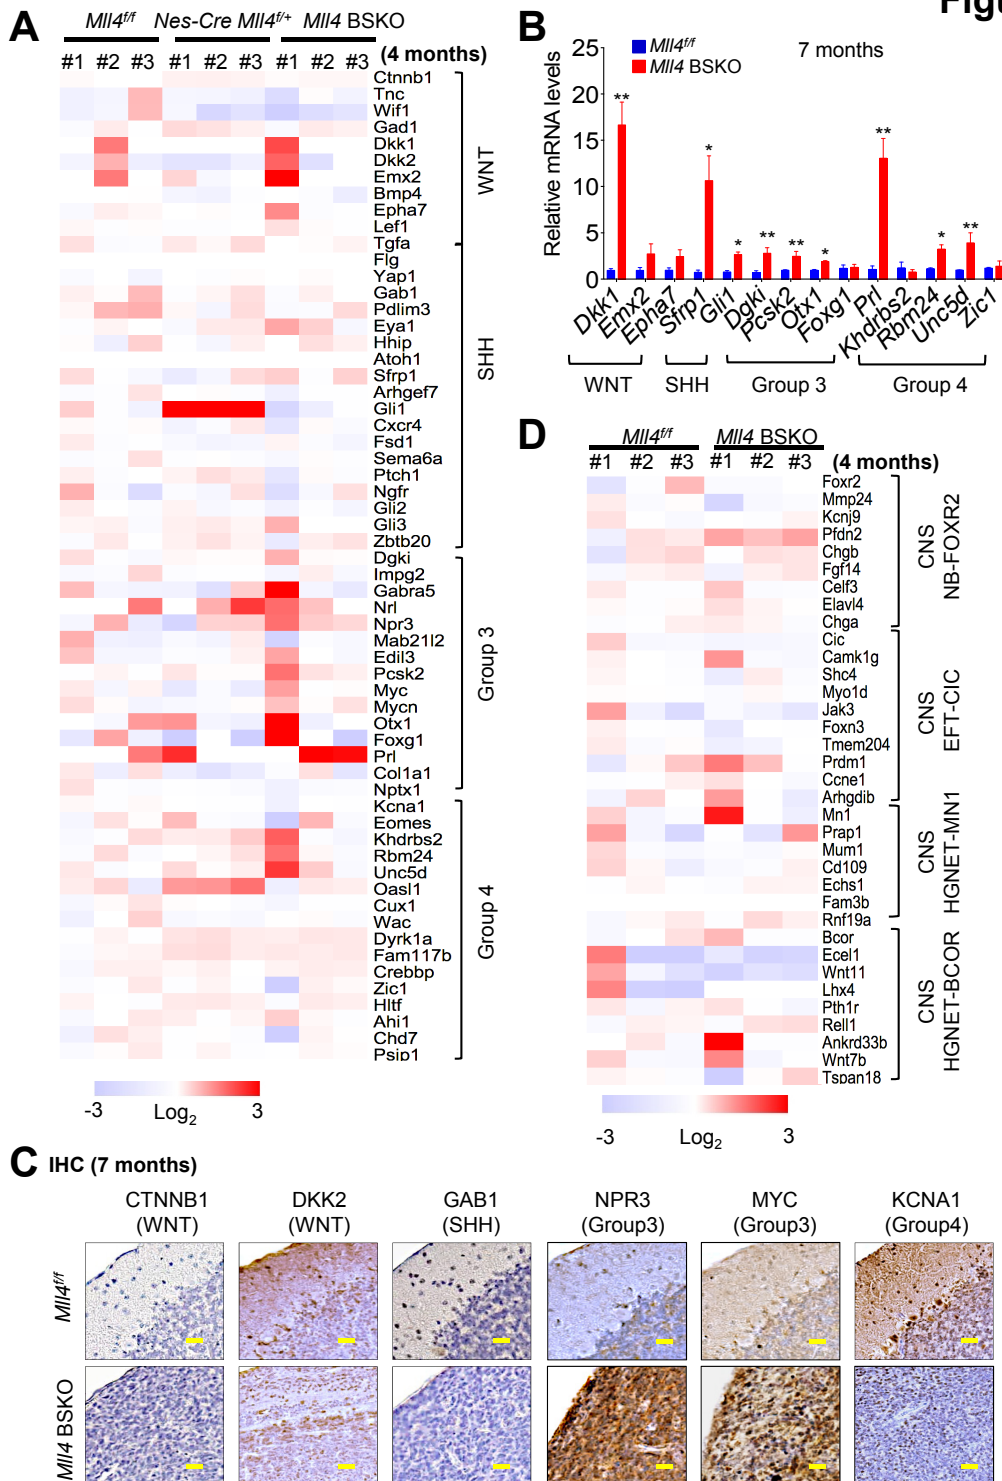 Figu
A
Mll4f/f Nes-Cre Mll4f/+ Mll4 BSKO
#1 #2 #3 #1 #2 #3 #1 #2 #3 (4 months)
Ctnnb1
Tnc
Wif1
Gad1
Dkk1
Dkk2
Emx2
Bmp4
Epha7
Lef1
Tgfa
WNT
Flg
Yap1
Gab1
Pdlim3
Eya1
Hhip
Atoh1
Sfrp1
Arhgef7
Gli1
Cxcr4
Fsd1
Sema6a
Ptch1
Ngfr
Gli2
Gli3
Zbtb20
SHH
Dgki
Impg2
Gabra5
Nrl
Npr3
Mab21l2
Edil3
Pcsk2
Myc
Mycn
Otx1
Foxg1
Prl
Col1a1
Nptx1
Group 3
Kcna1
Eomes
Khdrbs2
Rbm24
Unc5d
Oasl1
Cux1
Wac
Dyrk1a
Fam117b
Crebbp
Zic1
Hltf
Ahi1
Chd7
Psip1
Group 4
-3 Log2 3
B
Mll4f/f
Mll4 BSKO
7 months
Relative mRNA levels
25
20
15
10
5
0
** * * ** ** * ** * **
Dkk1 Emx2 Epha7 Sfrp1 Gli1 Dgki Pcsk2 Otx1 Foxg1 Prl Khdrbs2 Rbm24 Unc5d Zic1
WNT SHH Group 3 Group 4
D
Mll4f/f Mll4 BSKO
#1 #2 #3 #1 #2 #3 (4 months)
Foxr2
Mmp24
Kcnj9
Pfdn2
Chgb
Fgf14
Celf3
Elavl4
Chga
CNS
NB-FOXR2
Cic
Camk1g
Shc4
Myo1d
Jak3
Foxn3
Tmem204
Prdm1
Ccne1
Arhgdib
CNS
EFT-CIC
Mn1
Prap1
Mum1
Cd109
Echs1
Fam3b
Rnf19a
CNS
HGNET-MN1
Bcor
Ecel1
Wnt11
Lhx4
Pth1r
Rell1
Ankrd33b
Wnt7b
Tspan18
CNS
HGNET-BCOR
-3 Log2 3
C IHC (7 months)
CTNNB1 DKK2 GAB1 NPR3 MYC KCNA1
(WNT) (WNT) (SHH) (Group3) (Group3) (Group4)
Mll4f/f
Mll4 BSKO